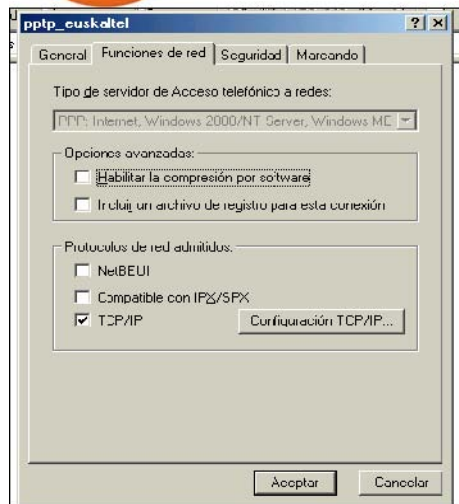 pptp_euskaltel
General Funciones de red Seguridad Marcando
Tipo de servidor de Acceso telefónico a redes:
PPP; Internet, Windows 2000/NT Server, Windows ME
Opciones avanzadas:
Habilitar la compresión por software
Incluir un archivo de registro para esta conexión
Protocolos de red admitidos:
NetBEUI
Compatible con IPX/SPX
TCP/IP Configuración TCP/IP...
Aceptar Cancelar